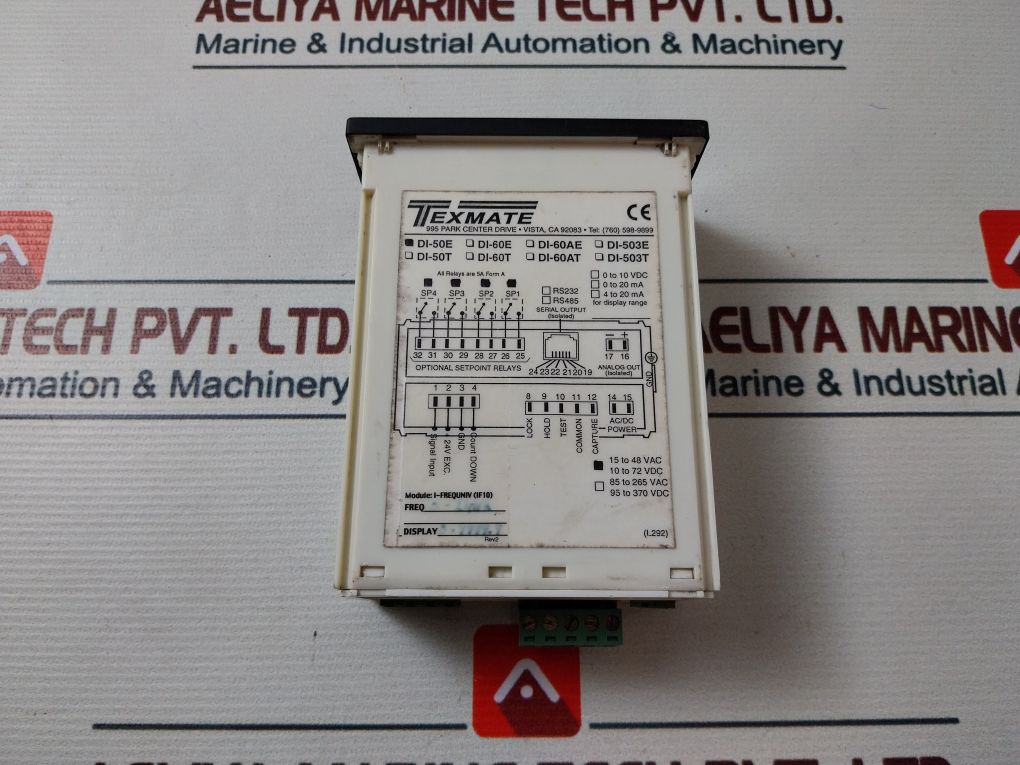 AELIYA MARINE TECH PVT. LTD.
Marine & Industrial Automation & Machinery
TEXMATE
CE
995 PARK CENTER DRIVE • VISTA, CA 92083 • Tel: (760) 598-9899
DI-50E DI-60E DI-60AE DI-503E
DI-50T DI-60T DI-60AT DI-503T
All Relays are 5A Form A
SP4 SP3 SP2 SP1
RS232
RS485
SERIAL OUTPUT
(Isolated)
0 to 10 VDC
0 to 20 mA
4 to 20 mA
for display range
32 31 30 29 28 27 26 25
OPTIONAL SETPOINT RELAYS
24 23 22 21 20 19
− +
17 16
ANALOG OUT
(Isolated)
GND
1 2 3 4
Signal Input
24V EXC.
GND
Count DOWN
8 9 10 11 12
LOCK
HOLD
TEST
COMMON
CAPTURE
14 15
AC/DC
POWER
15 to 48 VAC
10 to 72 VDC
85 to 265 VAC
95 to 370 VDC
Module: I-FREQUNIV (IF10)
FREQ
DISPLAY
Rev2
(L292)
TECH PVT. LTD.
AELIYA MARINE
omation & Machinery
Marine & Industrial A
AELIYA MARINE TECH PVT. LTD.